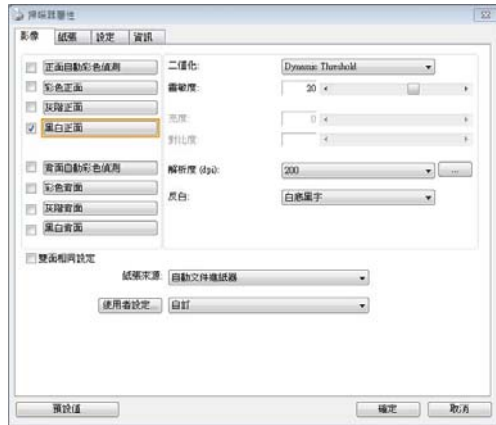 掃描器屬性
影像 紙張 設定 資訊
正面自動彩色偵測
彩色正面
灰階正面
黑白正面
背面自動彩色偵測
彩色背面
灰階背面
黑白背面
二值化: Dynamic Threshold
靈敏度: 20
亮度: 0
對比度:
解析度 (dpi): 200 ...
反白: 白底黑字
雙面相同設定
紙張來源: 自動文件進紙器
使用者設定... 自訂
預設值 確定 取消